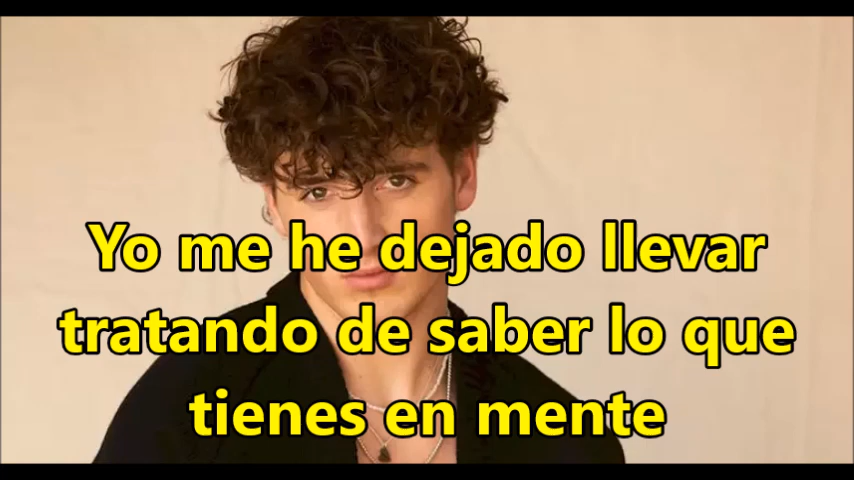 Yo me he dejado llevar
tratando de saber lo que
tienes en mente